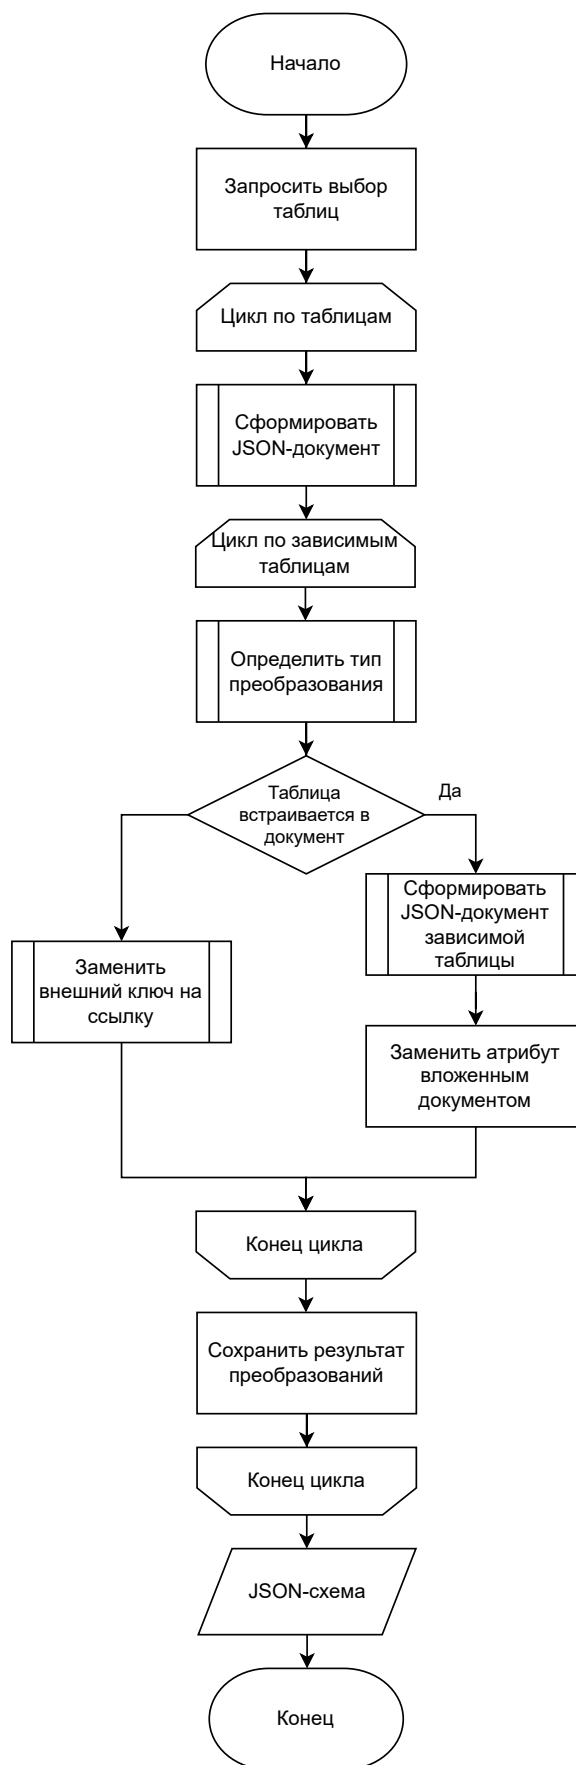 Начало
Запросить выбор
таблиц
Цикл по таблицам
Сформировать
JSON-документ
Цикл по зависимым
таблицам
Определить тип
преобразования
Таблица
встраивается в
документ
Да
Сформировать
JSON-документ
зависимой
таблицы
Заменить
внешний ключ на
ссылку
Заменить атрибут
вложенным
документом
Конец цикла
Сохранить результат
преобразований
Конец цикла
JSON-схема
Конец